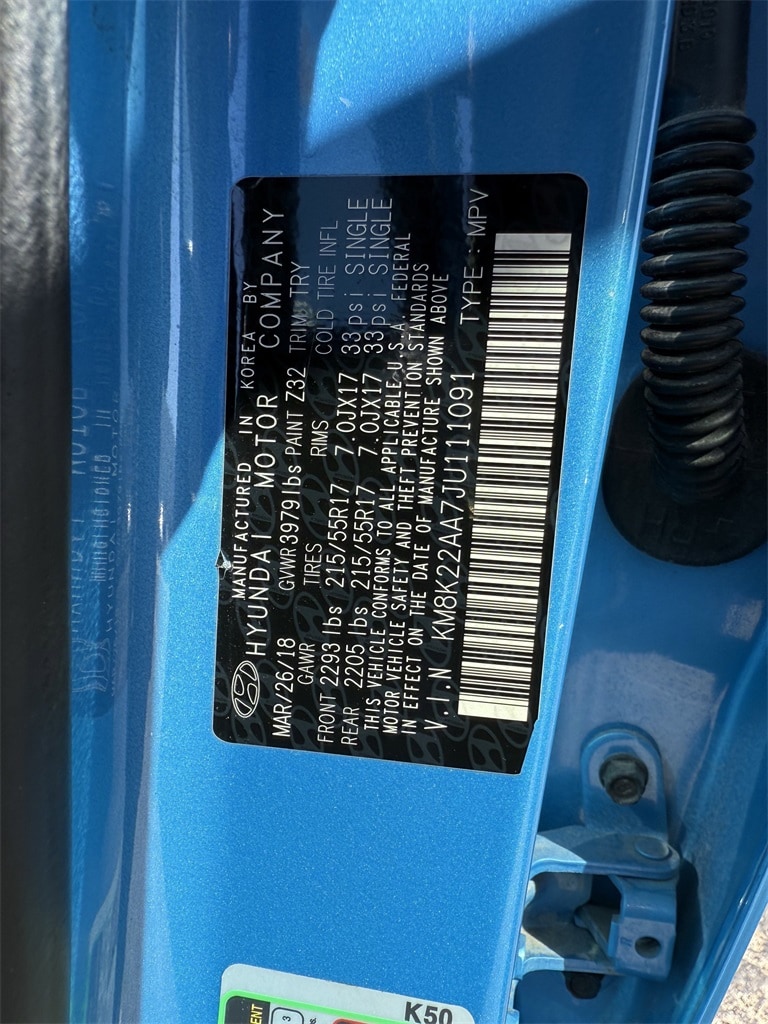 MANUFACTURED IN KOREA BY
HYUNDAI MOTOR COMPANY
MAR/26/18 GVWR 3979 lbs PAINT Z32 TRIM TRY
GAWR TIRES RIMS COLD TIRE INFL
FRONT 2293 lbs 215/55R17 7.0JX17 33psi SINGLE
REAR 2205 lbs 215/55R17 7.0JX17 33psi SINGLE
THIS VEHICLE CONFORMS TO ALL APPLICABLE U.S.A. FEDERAL
MOTOR VEHICLE SAFETY AND THEFT PREVENTION STANDARDS
IN EFFECT ON THE DATE OF MANUFACTURE SHOWN ABOVE
V.I.N KM8K22AA7JU111091 TYPE : MPV
K50